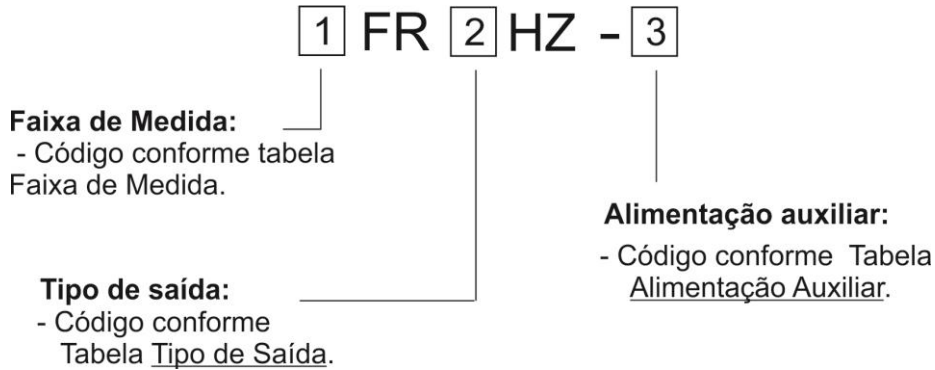 1 FR 2 HZ - 3
Faixa de Medida:
- Código conforme tabela
Faixa de Medida.
Alimentação auxiliar:
- Código conforme Tabela
Alimentação Auxiliar.
Tipo de saída:
- Código conforme
Tabela Tipo de Saída.